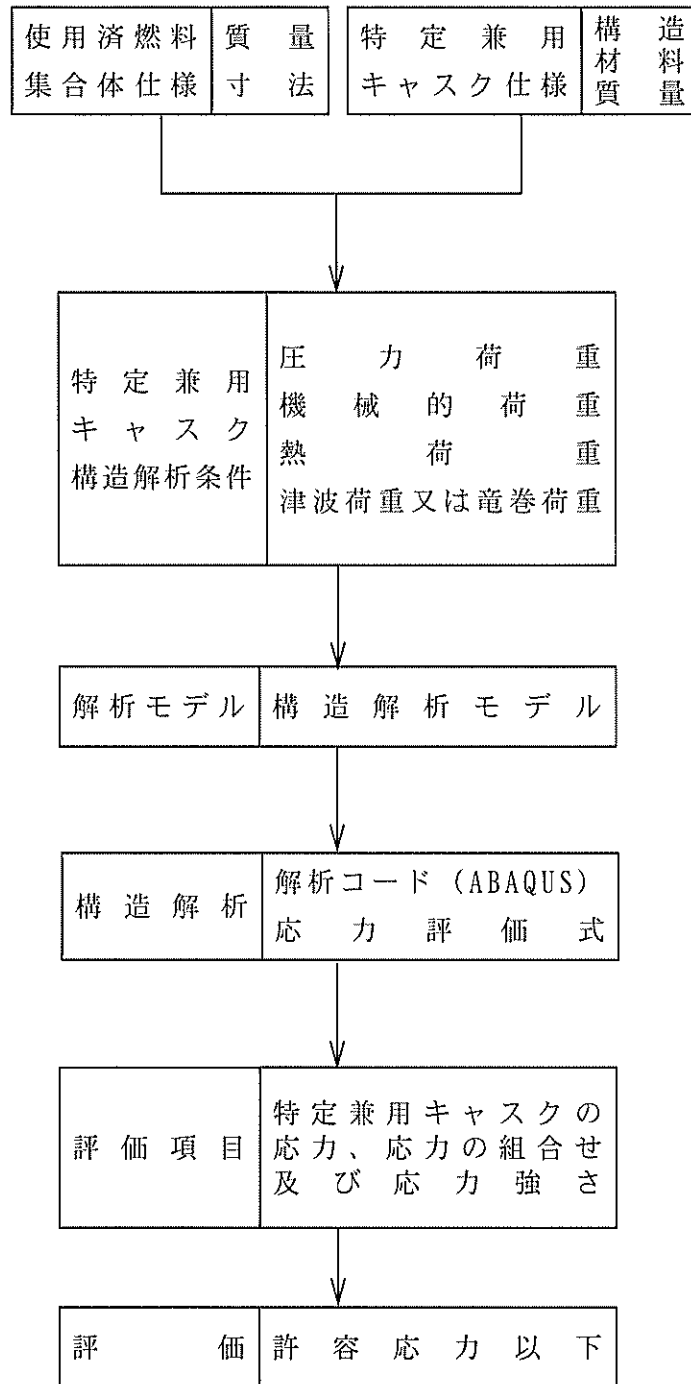 使用済燃料
集合体仕様
質量
寸法
特定兼用
キャスク仕様
構造
材料
質量
特定兼用
キャスク
構造解析条件
圧力荷重
機械的荷重
熱荷重
津波荷重又は竜巻荷重
解析モデル
構造解析モデル
構造解析
解析コード(ABAQUS)
応力評価式
評価項目
特定兼用キャスクの
応力、応力の組合せ
及び応力強さ
評価
許容応力以下